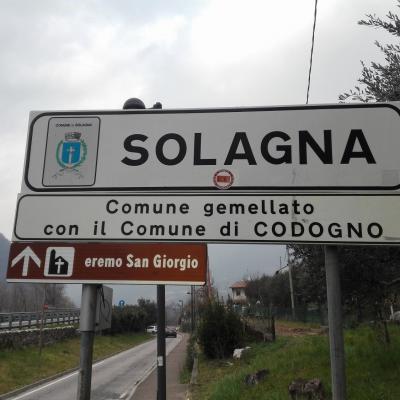 COMUNE DI SOLAGNA
SOLAGNA
Comune gemellato
con il Comune di CODOGNO
eremo San Giorgio